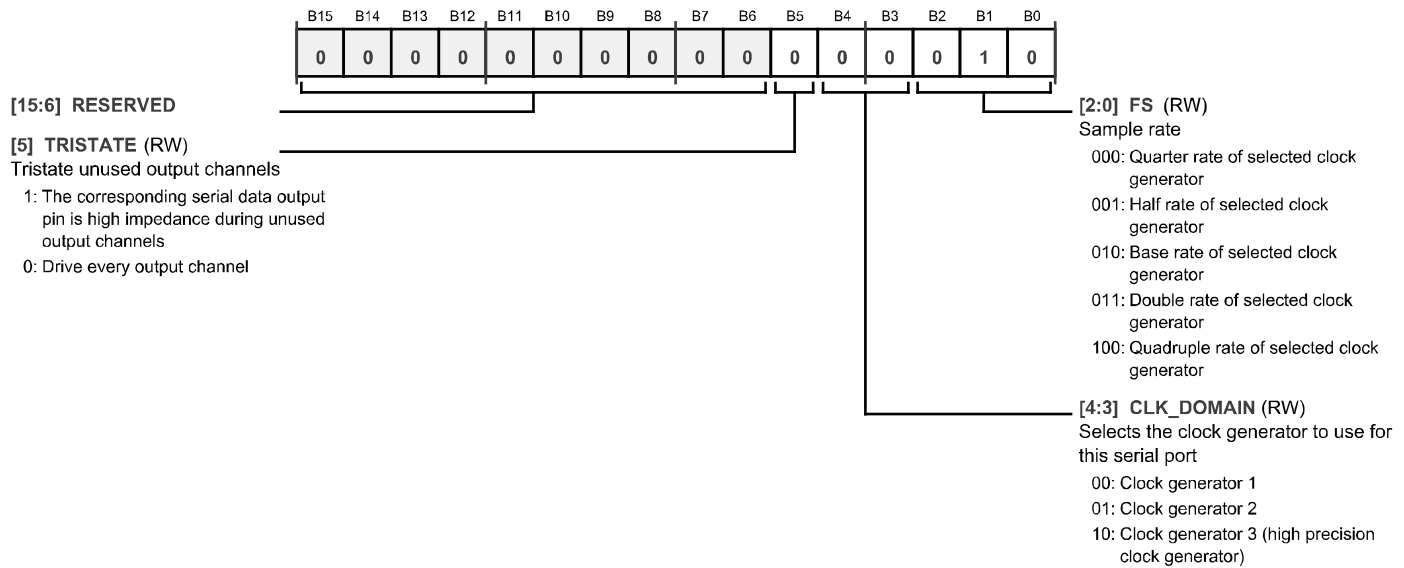 B15 B14 B13 B12 B11 B10 B9 B8 B7 B6 B5 B4 B3 B2 B1 B0
0 0 0 0 0 0 0 0 0 0 0 0 0 0 1 0
[15:6] RESERVED
[5] TRISTATE (RW)
Tristate unused output channels
1: The corresponding serial data output
pin is high impedance during unused
output channels
0: Drive every output channel
[2:0] FS (RW)
Sample rate
000: Quarter rate of selected clock
generator
001: Half rate of selected clock
generator
010: Base rate of selected clock
generator
011: Double rate of selected clock
generator
100: Quadruple rate of selected clock
generator
[4:3] CLK_DOMAIN (RW)
Selects the clock generator to use for
this serial port
00: Clock generator 1
01: Clock generator 2
10: Clock generator 3 (high precision
clock generator)